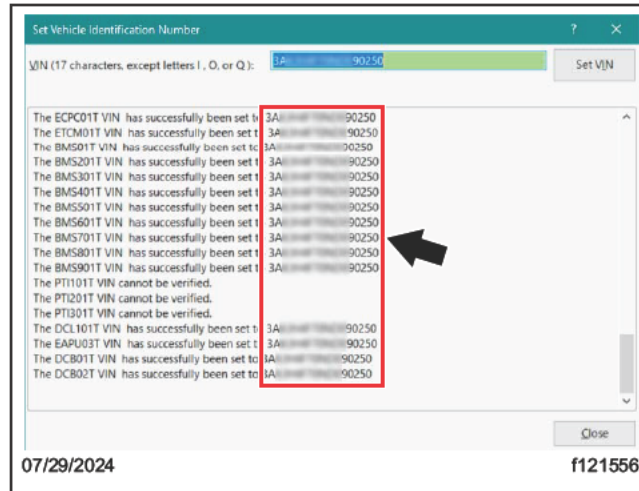 Set Vehicle Identification Number ? ×
VIN (17 characters, except letters I , O, or Q ): 3A 90250 Set VIN
The ECPC01T VIN has successfully been set t 3A 90250
The ETCM01T VIN has successfully been set t 3A 90250
The BMS01T VIN has successfully been set to 3A 90250
The BMS201T VIN has successfully been set t 3A 90250
The BMS301T VIN has successfully been set t 3A 90250
The BMS401T VIN has successfully been set t 3A 90250
The BMS501T VIN has successfully been set t 3A 90250
The BMS601T VIN has successfully been set t 3A 90250
The BMS701T VIN has successfully been set t 3A 90250
The BMS801T VIN has successfully been set t 3A 90250
The BMS901T VIN has successfully been set t 3A 90250
The PTI101T VIN cannot be verified.
The PTI201T VIN cannot be verified.
The PTI301T VIN cannot be verified.
The DCL101T VIN has successfully been set t 3A 90250
The EAPU03T VIN has successfully been set t 3A 90250
The DCB01T VIN has successfully been set to 3A 90250
The DCB02T VIN has successfully been set to 3A 90250
Close
07/29/2024 f121556